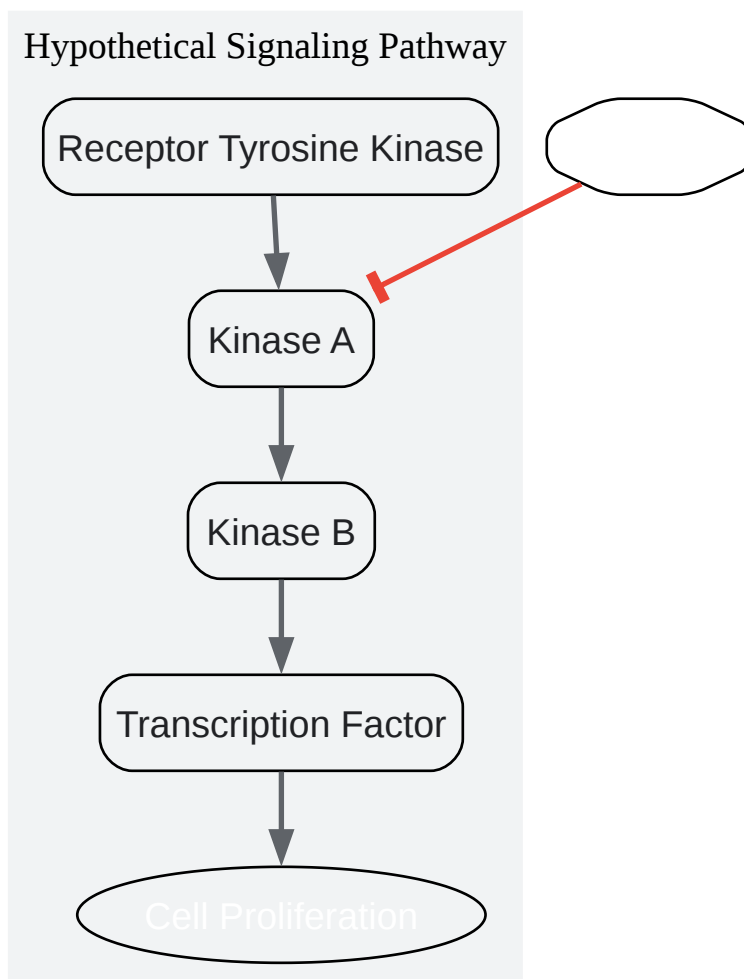 Hypothetical Signaling Pathway
Receptor Tyrosine Kinase
Kinase A
Kinase B
Transcription Factor
Cell Proliferation